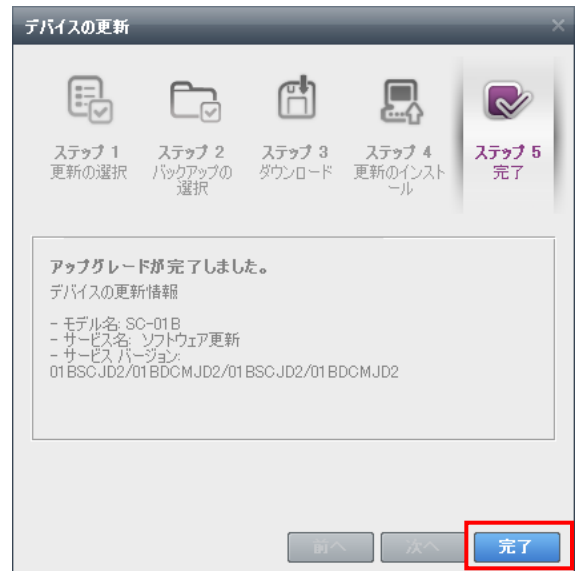 デバイスの更新
ステップ 1
更新の選択
ステップ 2
バックアップの
選択
ステップ 3
ダウンロード
ステップ 4
更新のインスト
ール
ステップ 5
完了
アップグレードが完了しました。
デバイスの更新情報
- モデル名: SC-01B
- サービス名: ソフトウェア更新
- サービス バージョン:
01BSCJD2/01BDCMJD2/01BSCJD2/01BDCMJD2
前へ
次へ
完了